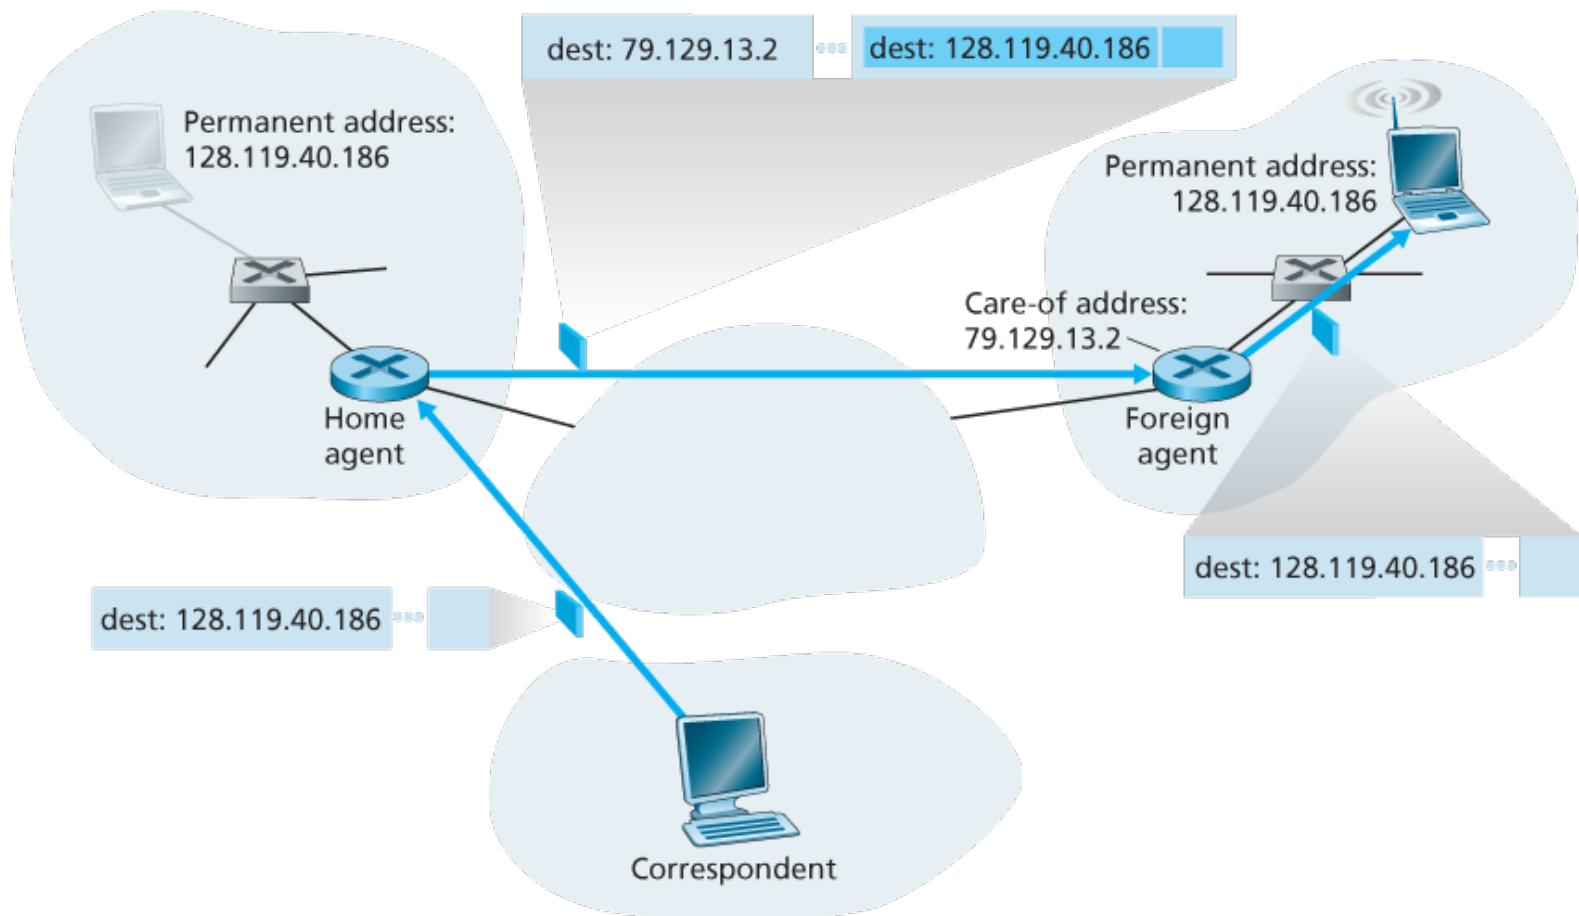 dest: 79.129.13.2
dest: 128.119.40.186
Permanent address:
128.119.40.186
Permanent address:
128.119.40.186
Care-of address:
79.129.13.2
Home
agent
Foreign
agent
dest: 128.119.40.186
dest: 128.119.40.186
Correspondent